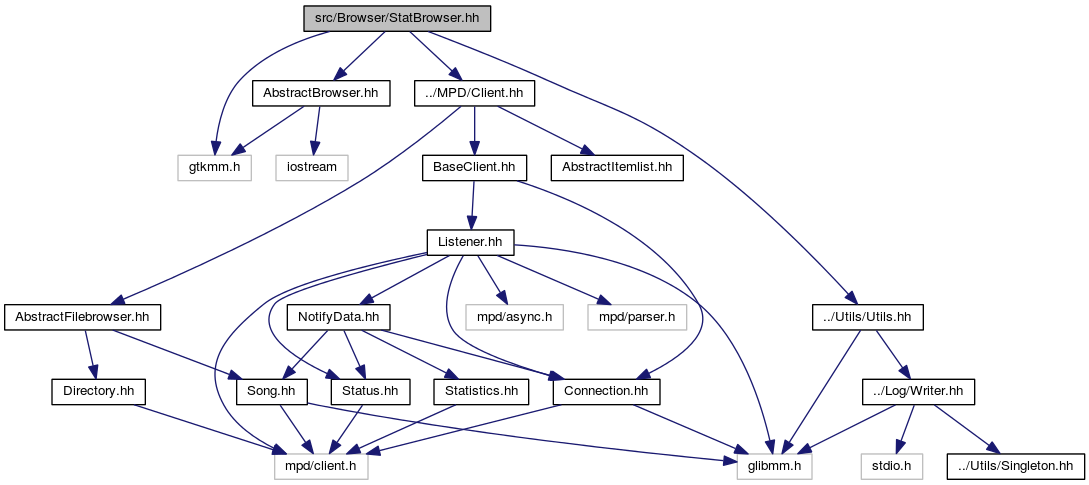 src/Browser/StatBrowser.hh
AbstractBrowser.hh
../MPD/Client.hh
gtkmm.h
iostream
BaseClient.hh
AbstractItemlist.hh
Listener.hh
AbstractFilebrowser.hh
NotifyData.hh
mpd/async.h
mpd/parser.h
../Utils/Utils.hh
Directory.hh
Song.hh
Status.hh
Statistics.hh
Connection.hh
../Log/Writer.hh
mpd/client.h
glibmm.h
stdio.h
../Utils/Singleton.hh